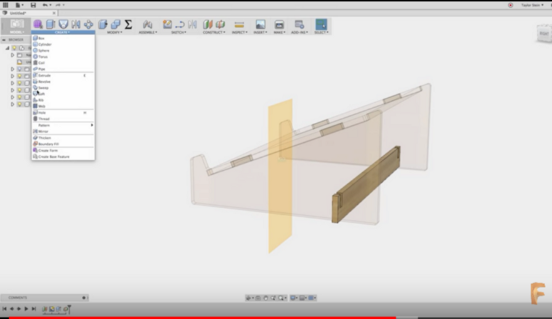 MODEL
MODIFY
ASSEMBLE
CONSTRUCT
INSPECT
INSERT
MAKE
ADD-INS
SELECT
BROWSER
CREATE
Box
Cylinder
Sphere
Torus
Coil
Pipe
Extrude
Revolve
Sweep
Loft
Rib
Web
Hole
Thread
Pattern
Mirror
Thicken
Boundary Fill
Create Form
Create Base Feature
COMMENTS